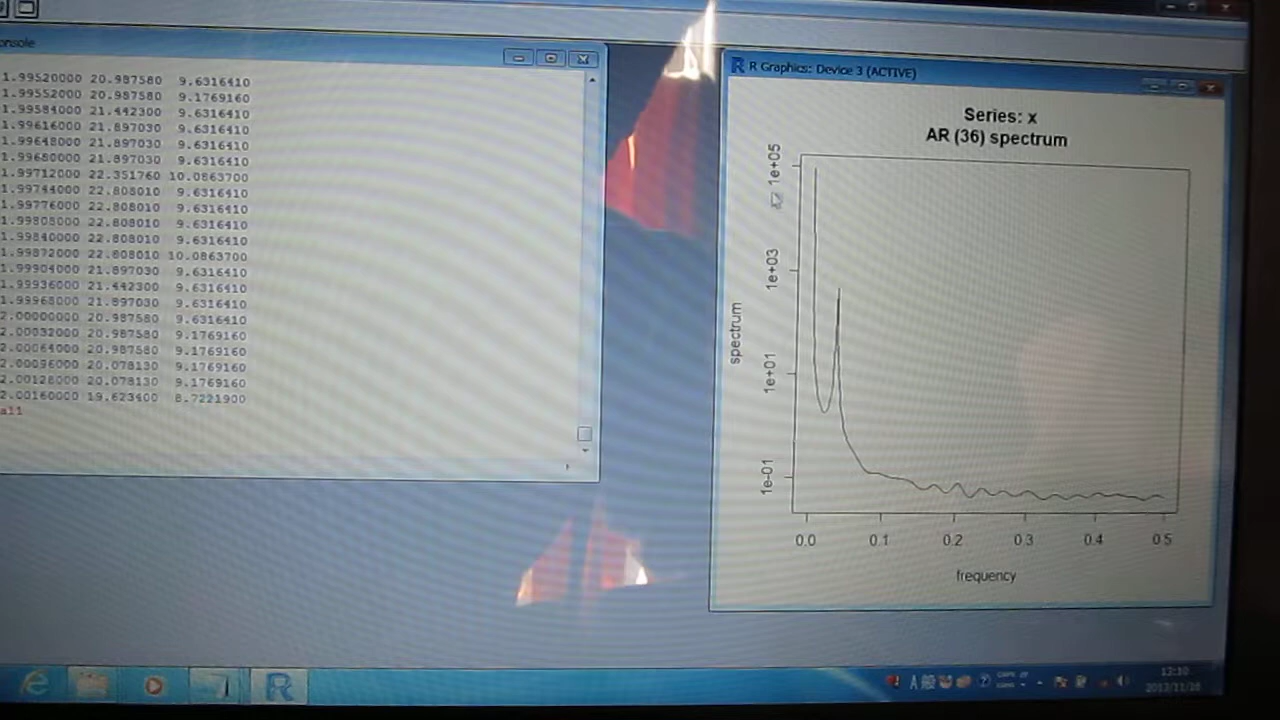 onsole
1.99520000 20.987580 9.6316410
1.99552000 20.987580 9.1769160
1.99584000 21.442300 9.6316410
1.99616000 21.897030 9.6316410
1.99648000 21.897030 9.6316410
1.99680000 21.897030 9.6316410
1.99712000 22.351760 10.0863700
1.99744000 22.808010 9.6316410
1.99776000 22.808010 9.6316410
1.99808000 22.808010 9.6316410
1.99840000 22.808010 9.6316410
1.99872000 22.808010 10.0863700
1.99904000 21.897030 9.6316410
1.99936000 21.442300 9.6316410
1.99968000 21.897030 9.6316410
2.00000000 20.987580 9.6316410
2.00032000 20.987580 9.1769160
2.00064000 20.987580 9.1769160
2.00096000 20.078130 9.1769160
2.00128000 20.078130 9.1769160
2.00160000 19.623400 8.7221900
all
R Graphics: Device 3 (ACTIVE)
Series: x
AR (36) spectrum
spectrum
1e+05
1e+03
1e+01
1e-01
0.0 0.1 0.2 0.3 0.4 0.5
frequency
A 般
CAPS
KANA
12:10